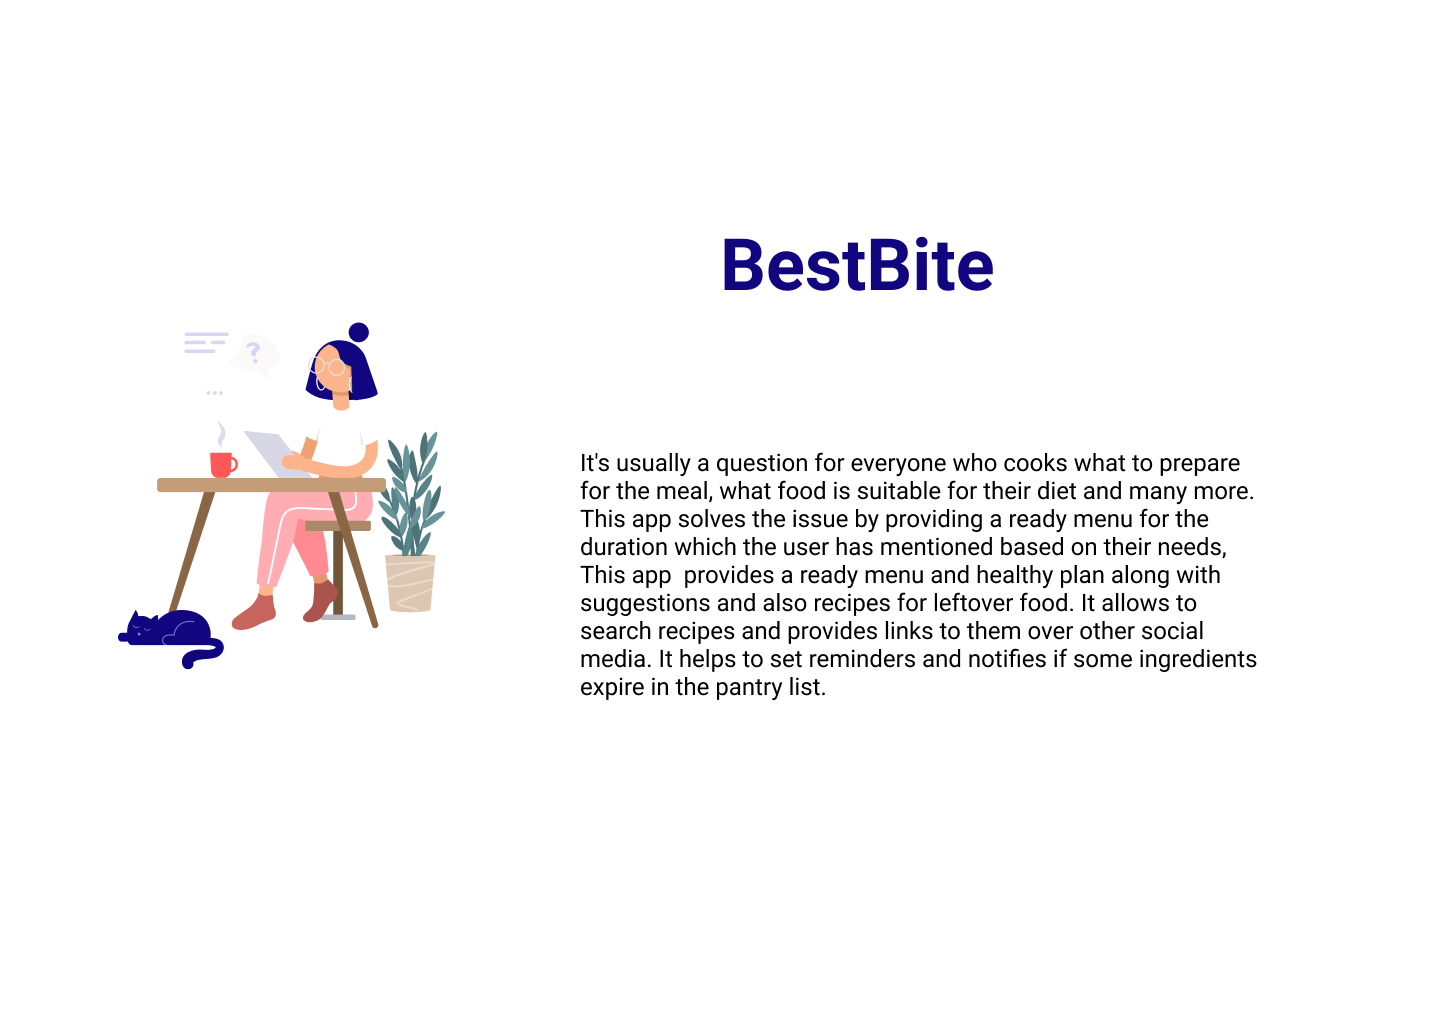 BestBite
?
It's usually a question for everyone who cooks what to prepare
for the meal, what food is suitable for their diet and many more.
This app solves the issue by providing a ready menu for the
duration which the user has mentioned based on their needs,
This app  provides a ready menu and healthy plan along with
suggestions and also recipes for leftover food. It allows to
search recipes and provides links to them over other social
media. It helps to set reminders and notifies if some ingredients
expire in the pantry list.